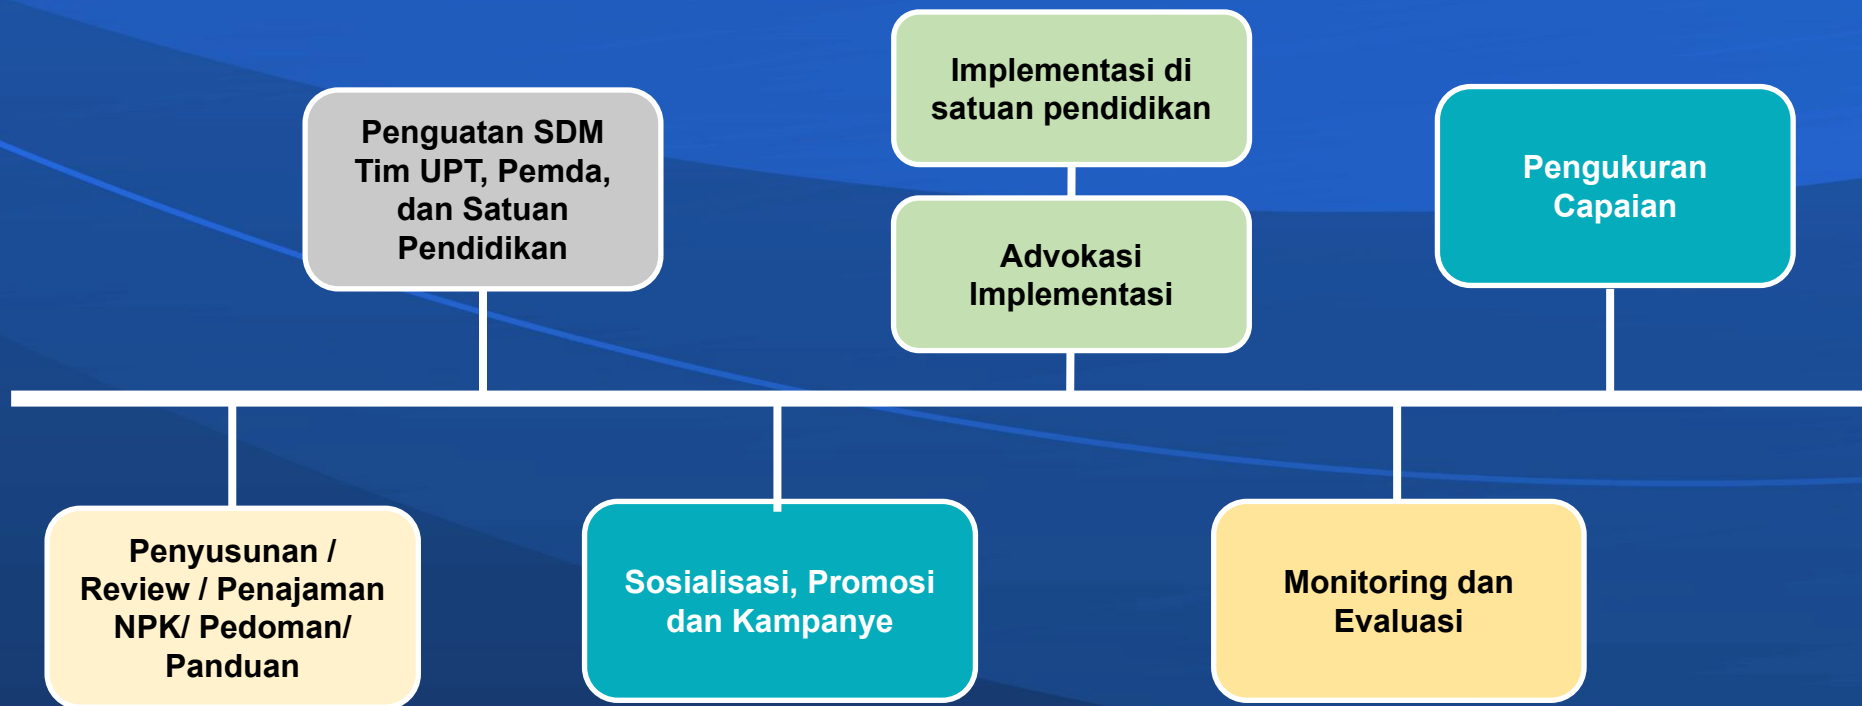 Implementasi di
satuan pendidikan
Penguatan SDM
Tim UPT, Pemda,
dan Satuan
Pendidikan
Pengukuran
Capaian
Advokasi
Implementasi
Penyusunan /
Review / Penajaman
NPK/ Pedoman/
Panduan
Sosialisasi, Promosi
dan Kampanye
Monitoring dan
Evaluasi